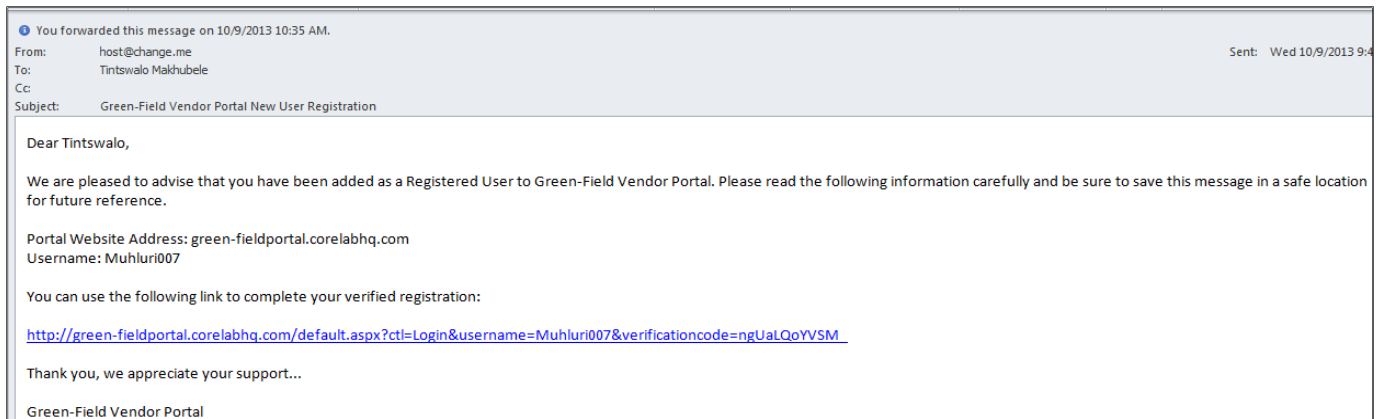 You forwarded this message on 10/9/2013 10:35 AM.
From: host@change.me Sent: Wed 10/9/2013 9:4
To: Tintswalo Makhubele
Cc:
Subject: Green-Field Vendor Portal New User Registration
Dear Tintswalo,
We are pleased to advise that you have been added as a Registered User to Green-Field Vendor Portal. Please read the following information carefully and be sure to save this message in a safe location
for future reference.
Portal Website Address: green-fieldportal.corelabhq.com
Username: Muhluri007
You can use the following link to complete your verified registration:
http://green-fieldportal.corelabhq.com/default.aspx?ctl=Login&username=Muhluri007&verificationcode=ngUaLQoYVSM
Thank you, we appreciate your support...
Green-Field Vendor Portal